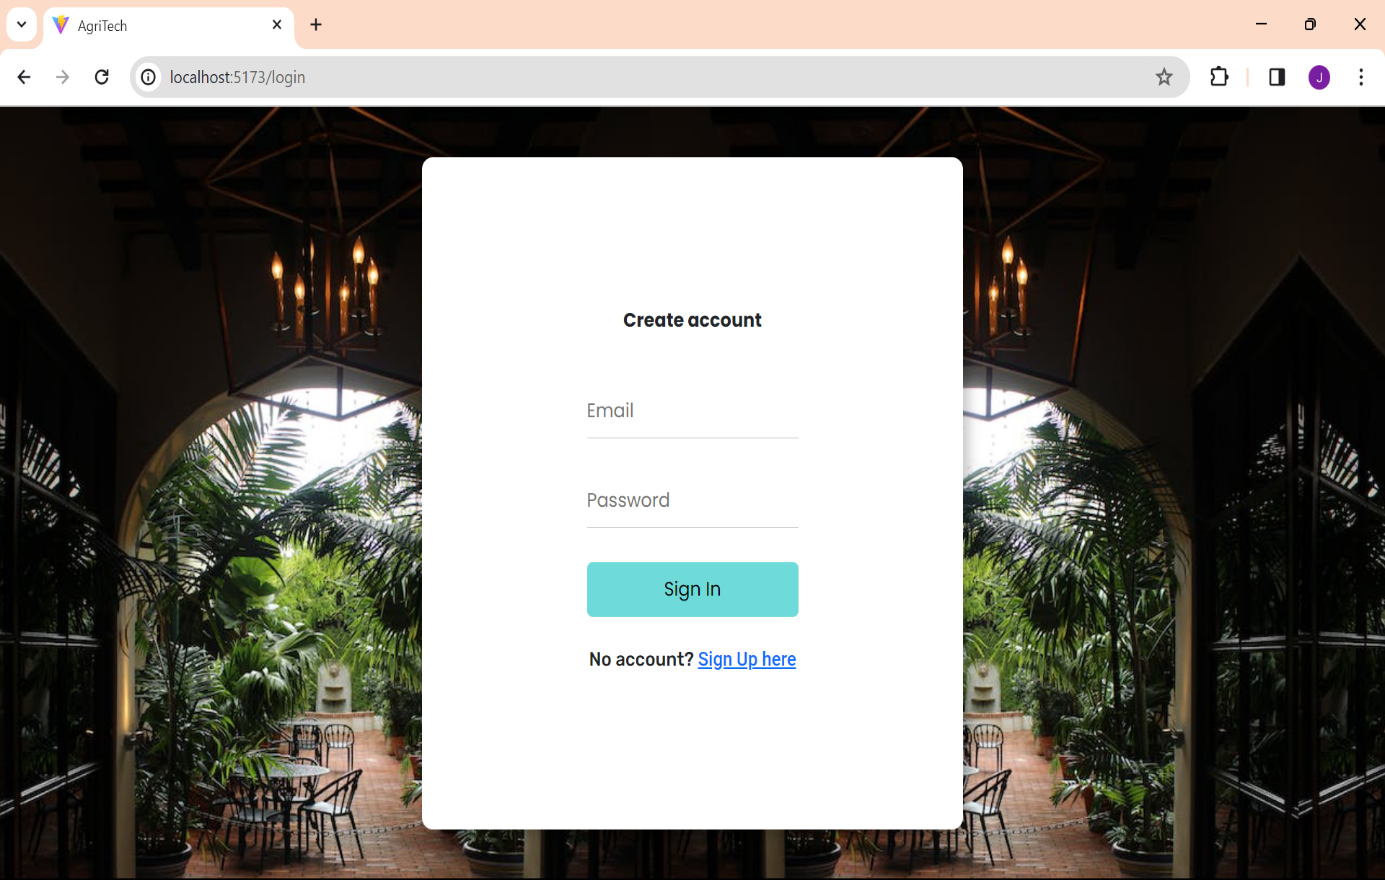 AgriTech
localhost:5173/login
J
Create account
Email
Password
Sign In
No account? Sign Up here